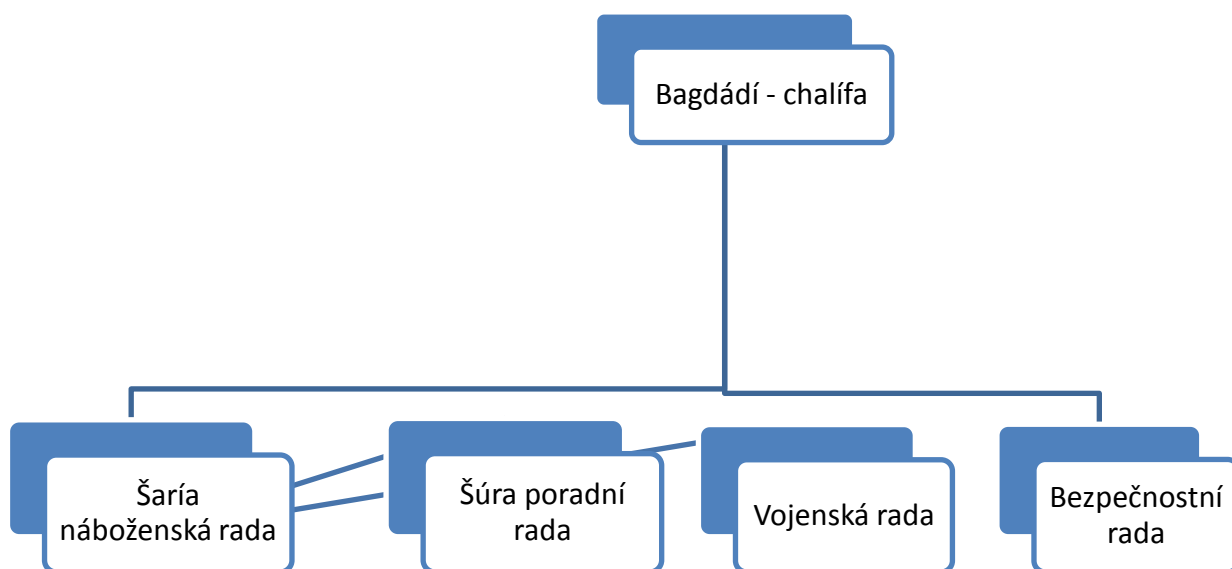 Bagdádí - chalífa
Šaría
náboženská rada
Šúra poradní
rada
Vojenská rada
Bezpečnostní
rada